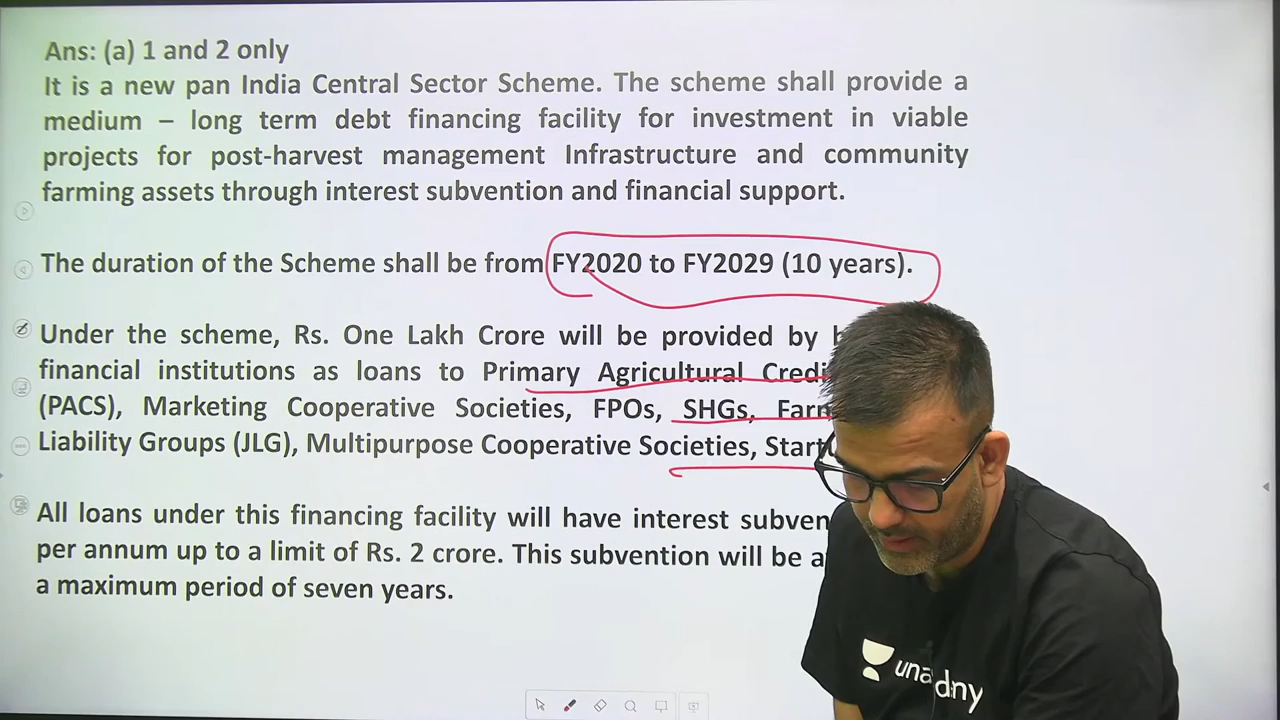 Ans: (a) 1 and 2 only
It is a new pan India Central Sector Scheme. The scheme shall provide a
medium – long term debt financing facility for investment in viable
projects for post-harvest management Infrastructure and community
farming assets through interest subvention and financial support.
The duration of the Scheme shall be from FY2020 to FY2029 (10 years).
Under the scheme, Rs. One Lakh Crore will be provided by
financial institutions as loans to Primary Agricultural
(PACS), Marketing Cooperative Societies, FPOs, SHGs,
Liability Groups (JLG), Multipurpose Cooperative Societies,
All loans under this financing facility will have interest
per annum up to a limit of Rs. 2 crore. This subvention will be
a maximum period of seven years.